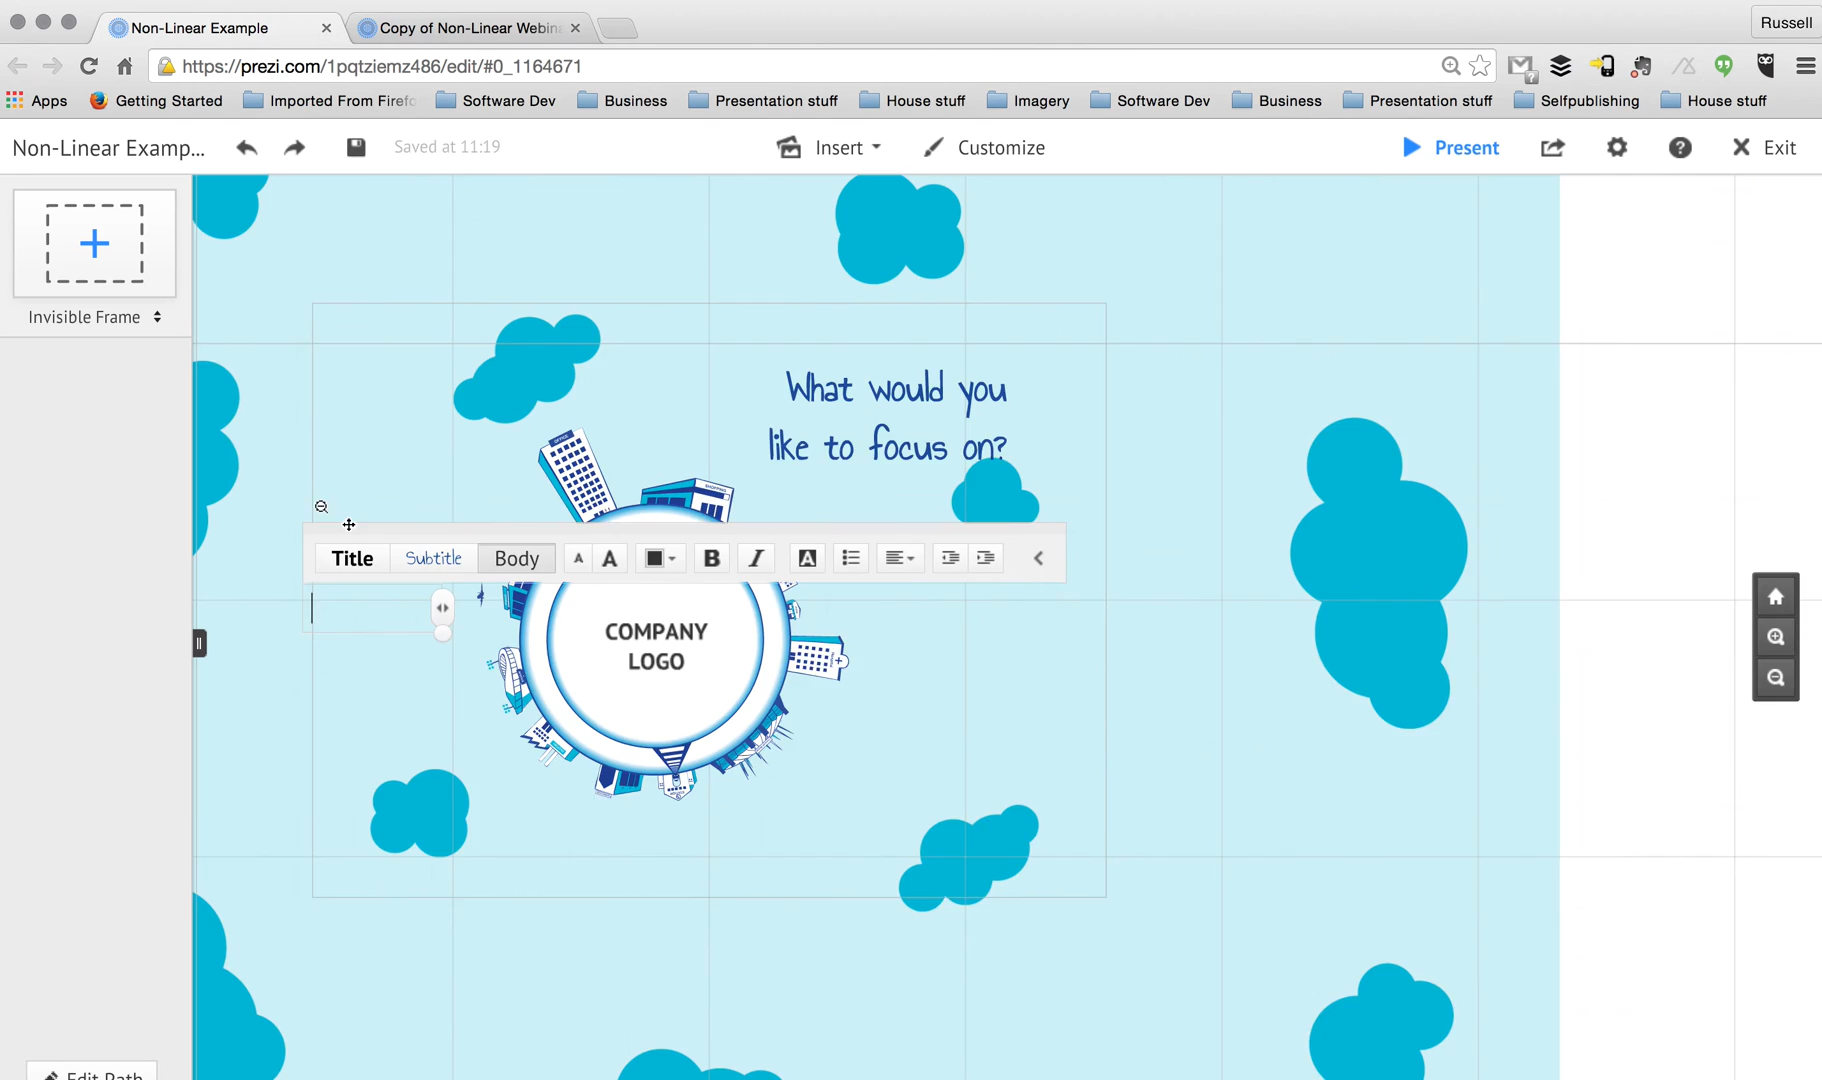 Non-Linear Example
Copy of Non-Linear Webin
Russell
https://prezi.com/1pqtziemz486/edit/#0_1164671
Apps
Getting Started
Imported From Firefo
Software Dev
Business
Presentation stuff
House stuff
Imagery
Software Dev
Business
Presentation stuff
Selfpublishing
House stuff
Non-Linear Examp...
Saved at 11:19
Insert
Customize
Present
Exit
Invisible Frame
What would you
like to focus on?
OFFICE
SHOPPING
Title
Subtitle
Body
A
A
B
I
A
COMPANY
LOGO
Edit Path